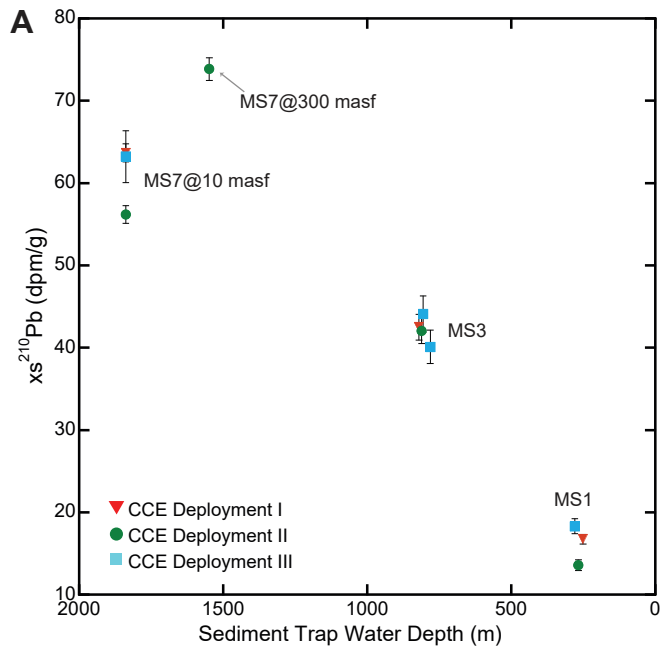 A
80
70
60
50
40
30
20
10
xs²¹⁰Pb (dpm/g)
MS7@300 masf
MS7@10 masf
MS3
MS1
CCE Deployment I
CCE Deployment II
CCE Deployment III
2000 1500 1000 500 0
Sediment Trap Water Depth (m)